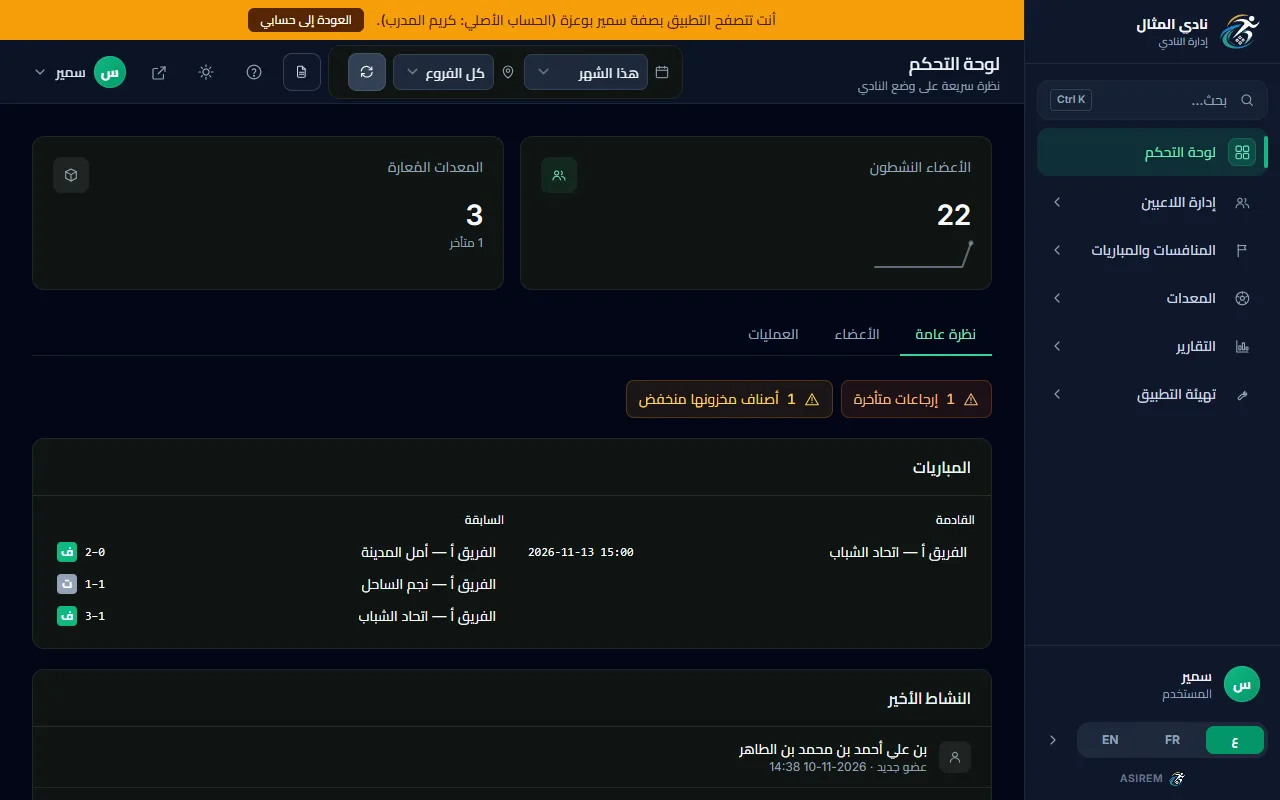 أنت تتصفح التطبيق بصفة سمير بوعزة (الحساب الأصلي: كريم المدرب). العودة إلى حسابي
نادي المثال
إدارة النادي
بحث... Ctrl K
لوحة التحكم
إدارة اللاعبين
المنافسات والمباريات
المعدات
التقارير
تهيئة التطبيق
س سمير
المستخدم
ع FR EN
ASIREM
لوحة التحكم
نظرة سريعة على وضع النادي
هذا الشهر كل الفروع س سمير
الأعضاء النشطون
22
المعدات المُعارة
3
1 متأخر
نظرة عامة الأعضاء العمليات
1 إرجاعات متأخرة 1 أصناف مخزونها منخفض
المباريات
القادمة
الفريق أ — اتحاد الشباب 2026-11-13 15:00
السابقة
الفريق أ — أمل المدينة 2-0 ف
الفريق أ — نجم الساحل 1-1 ت
الفريق أ — اتحاد الشباب 3-1 ف
النشاط الأخير
بن علي أحمد بن محمد بن الطاهر
عضو جديد · 2026-11-10 14:38